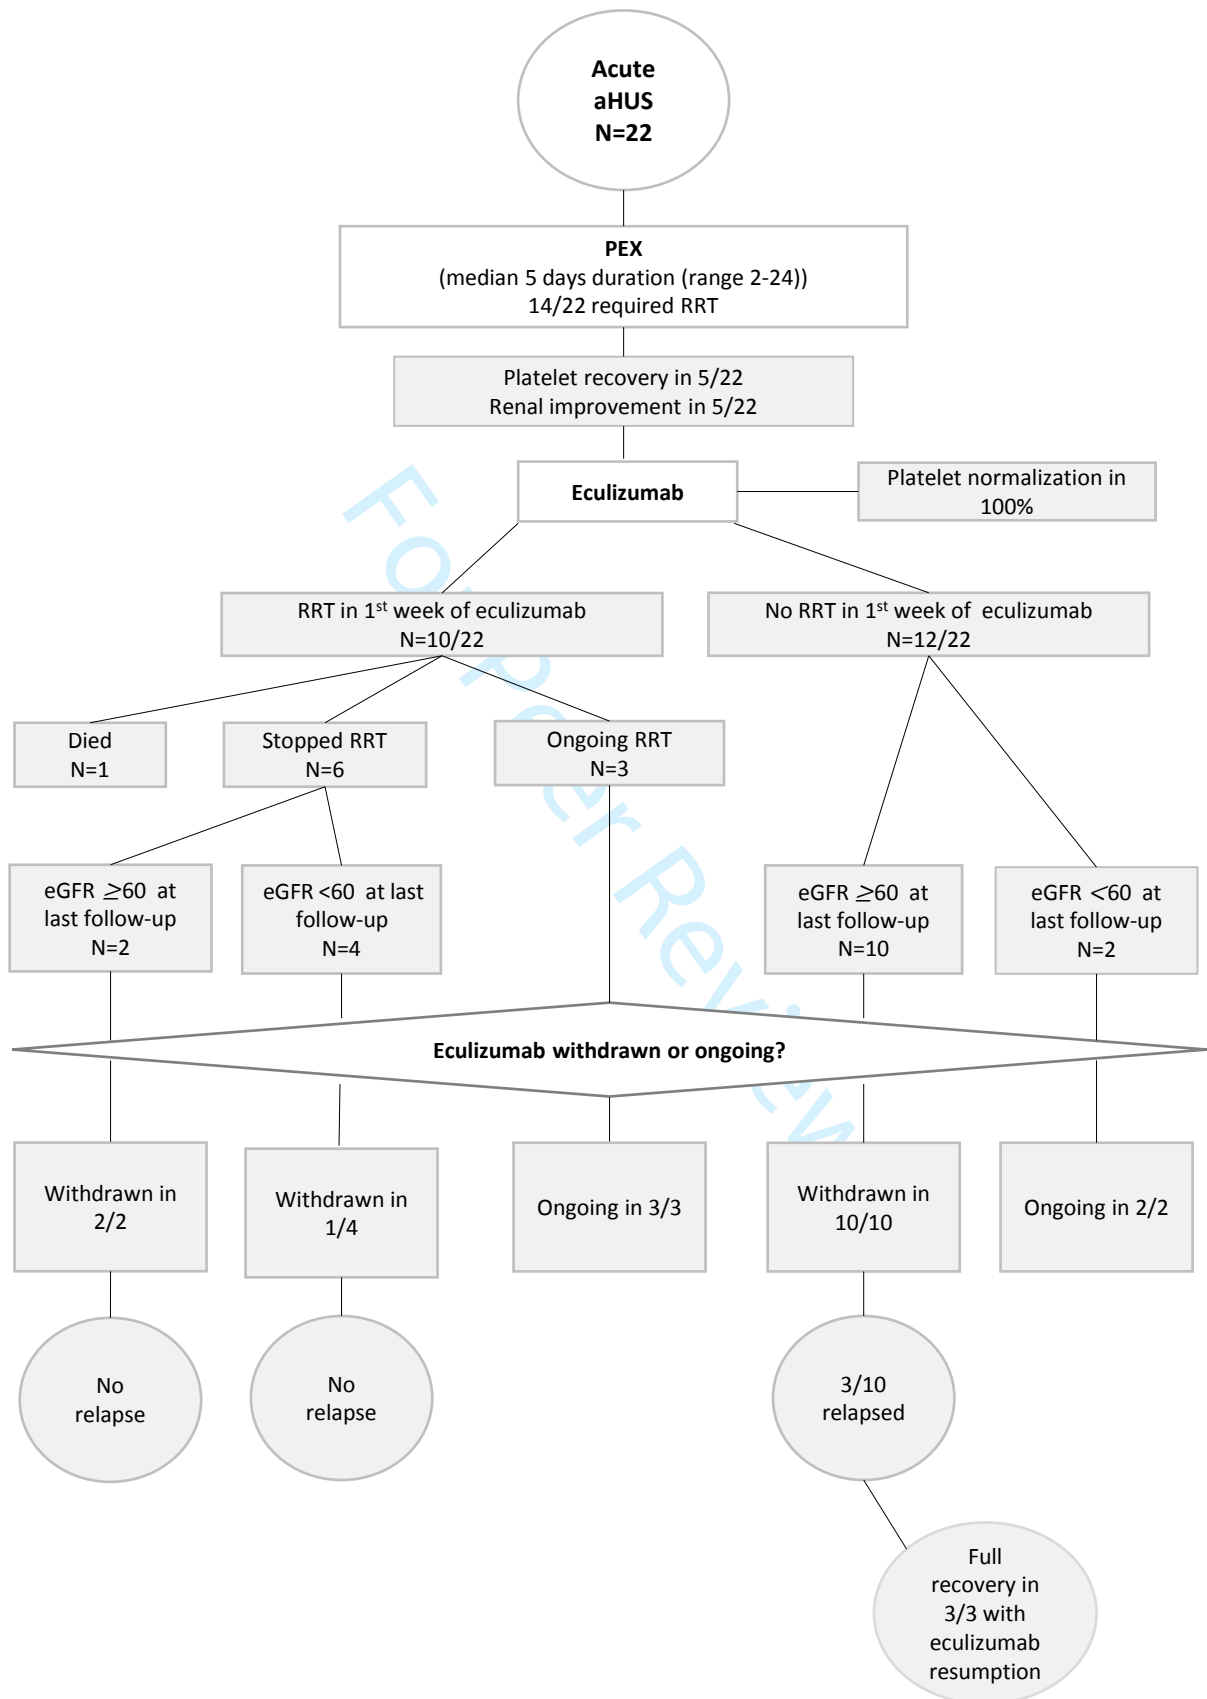 Acute
aHUS
N=22
PEX
(median 5 days duration (range 2-24))
14/22 required RRT
Platelet recovery in 5/22
Renal improvement in 5/22
Eculizumab
Platelet normalization in
100%
RRT in 1st week of eculizumab
N=10/22
No RRT in 1st week of eculizumab
N=12/22
Died
N=1
Stopped RRT
N=6
Ongoing RRT
N=3
eGFR ≥60 at
last follow-up
N=2
eGFR <60 at last
follow-up
N=4
eGFR ≥60 at
last follow-up
N=10
eGFR <60 at
last follow-up
N=2
Eculizumab withdrawn or ongoing?
Withdrawn in
2/2
Withdrawn in
1/4
Ongoing in 3/3
Withdrawn in
10/10
Ongoing in 2/2
No
relapse
No
relapse
3/10
relapsed
Full
recovery in
3/3 with
eculizumab
resumption
For Peer Review